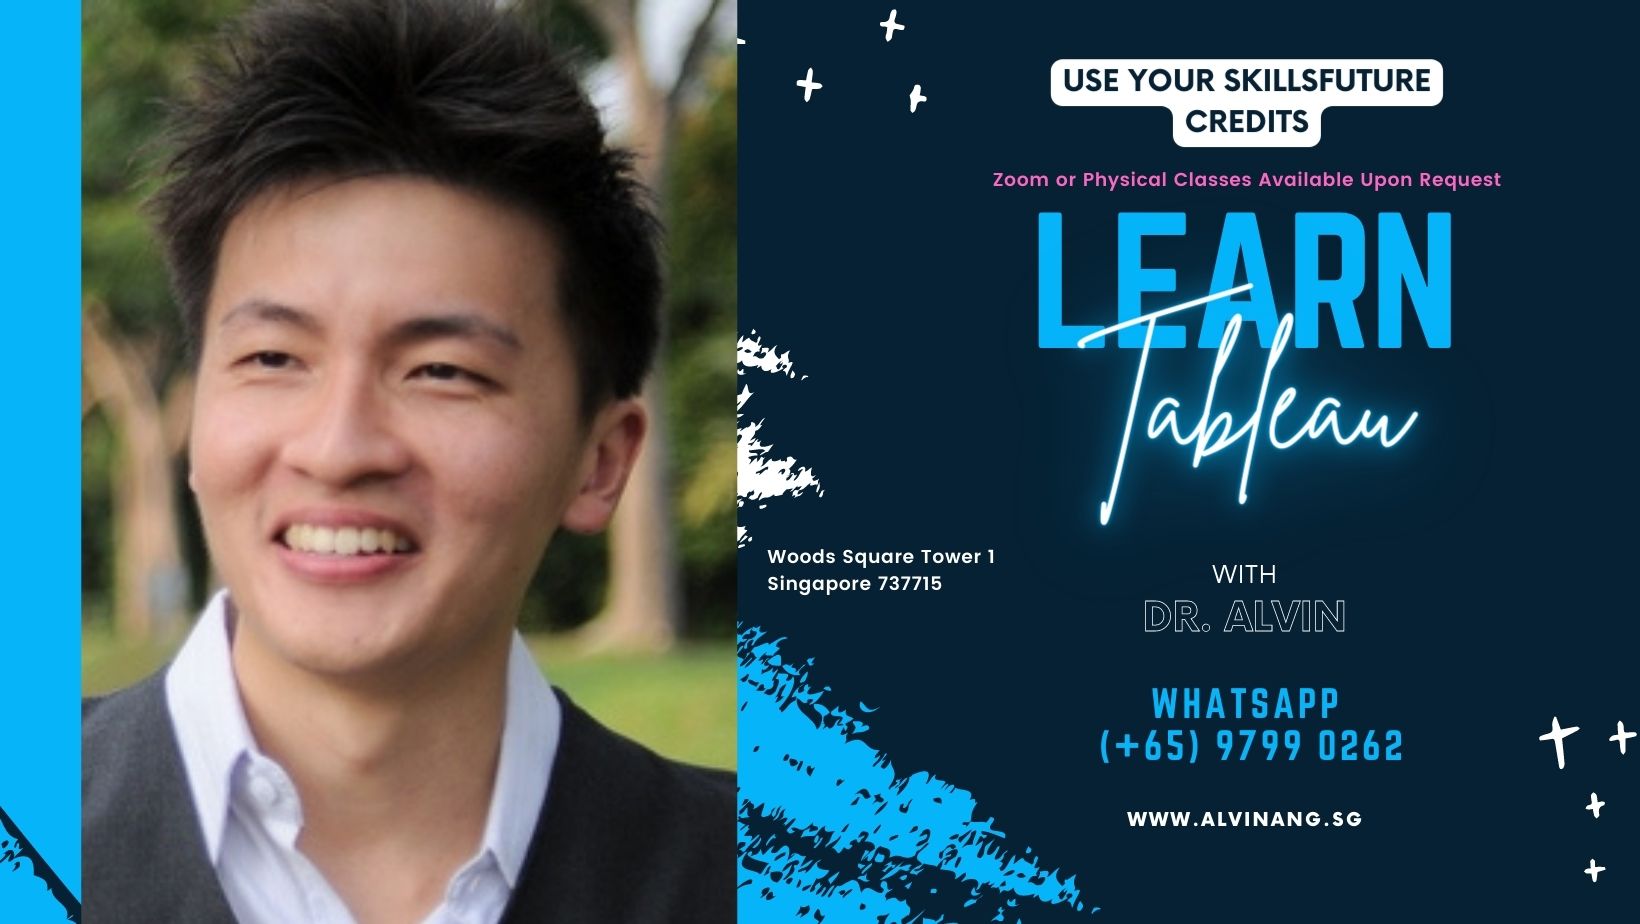 USE YOUR SKILLSFUTURE
CREDITS
Zoom or Physical Classes Available Upon Request
LEARN
Tableau
Woods Square Tower 1
Singapore 737715
WITH
DR. ALVIN
WHATSAPP
(+65) 9799 0262
WWW.ALVINANG.SG